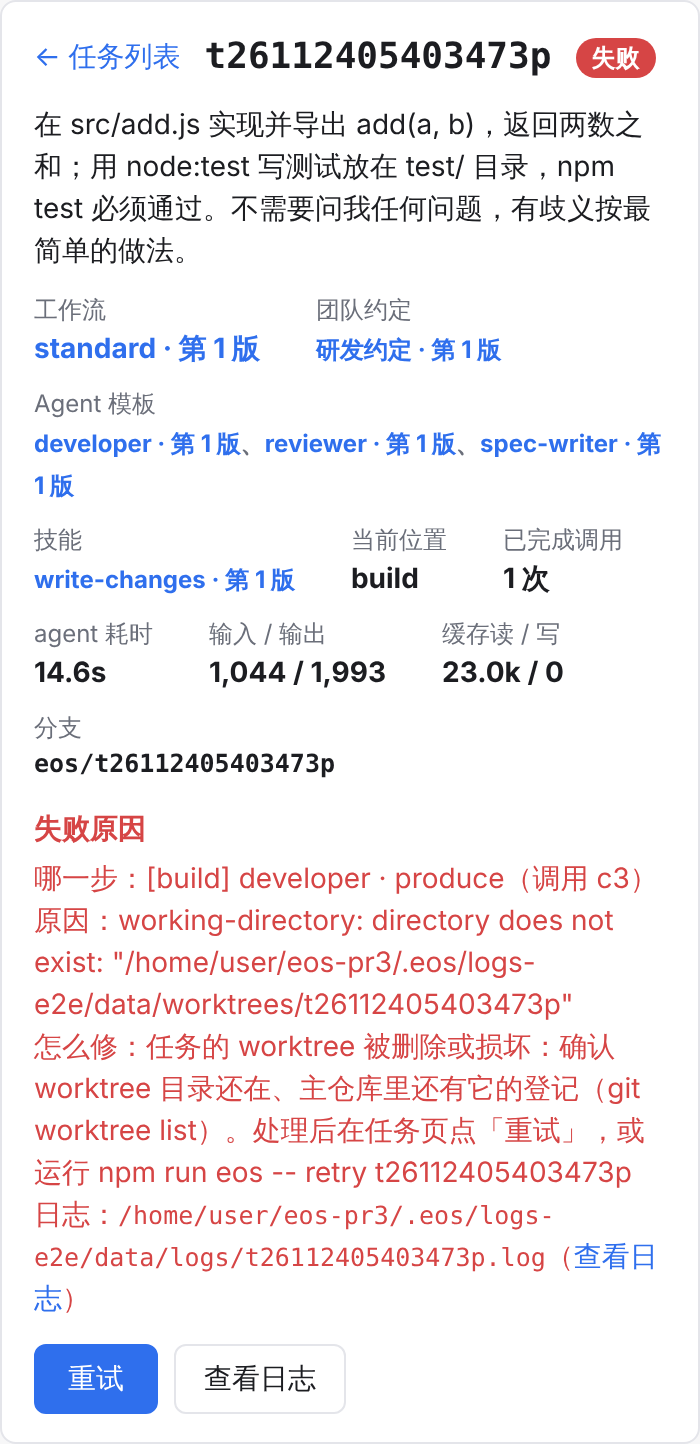 ← 任务列表 t26112405403473p 失败
在 src/add.js 实现并导出 add(a, b)，返回两数之
和；用 node:test 写测试放在 test/ 目录，npm
test 必须通过。不需要问我任何问题，有歧义按最
简单的做法。
工作流 团队约定
standard · 第 1 版 研发约定 · 第 1 版
Agent 模板
developer · 第 1 版、reviewer · 第 1 版、spec-writer · 第
1 版
技能 当前位置 已完成调用
write-changes · 第 1 版 build 1 次
agent 耗时 输入 / 输出 缓存读 / 写
14.6s 1,044 / 1,993 23.0k / 0
分支
eos/t26112405403473p
失败原因
哪一步：[build] developer · produce（调用 c3）
原因：working-directory: directory does not
exist: "/home/user/eos-pr3/.eos/logs-
e2e/data/worktrees/t26112405403473p"
怎么修：任务的 worktree 被删除或损坏：确认
worktree 目录还在、主仓库里还有它的登记（git
worktree list）。处理后在任务页点「重试」，或
运行 npm run eos -- retry t26112405403473p
日志：/home/user/eos-pr3/.eos/logs-
e2e/data/logs/t26112405403473p.log（查看日
志）
重试 查看日志